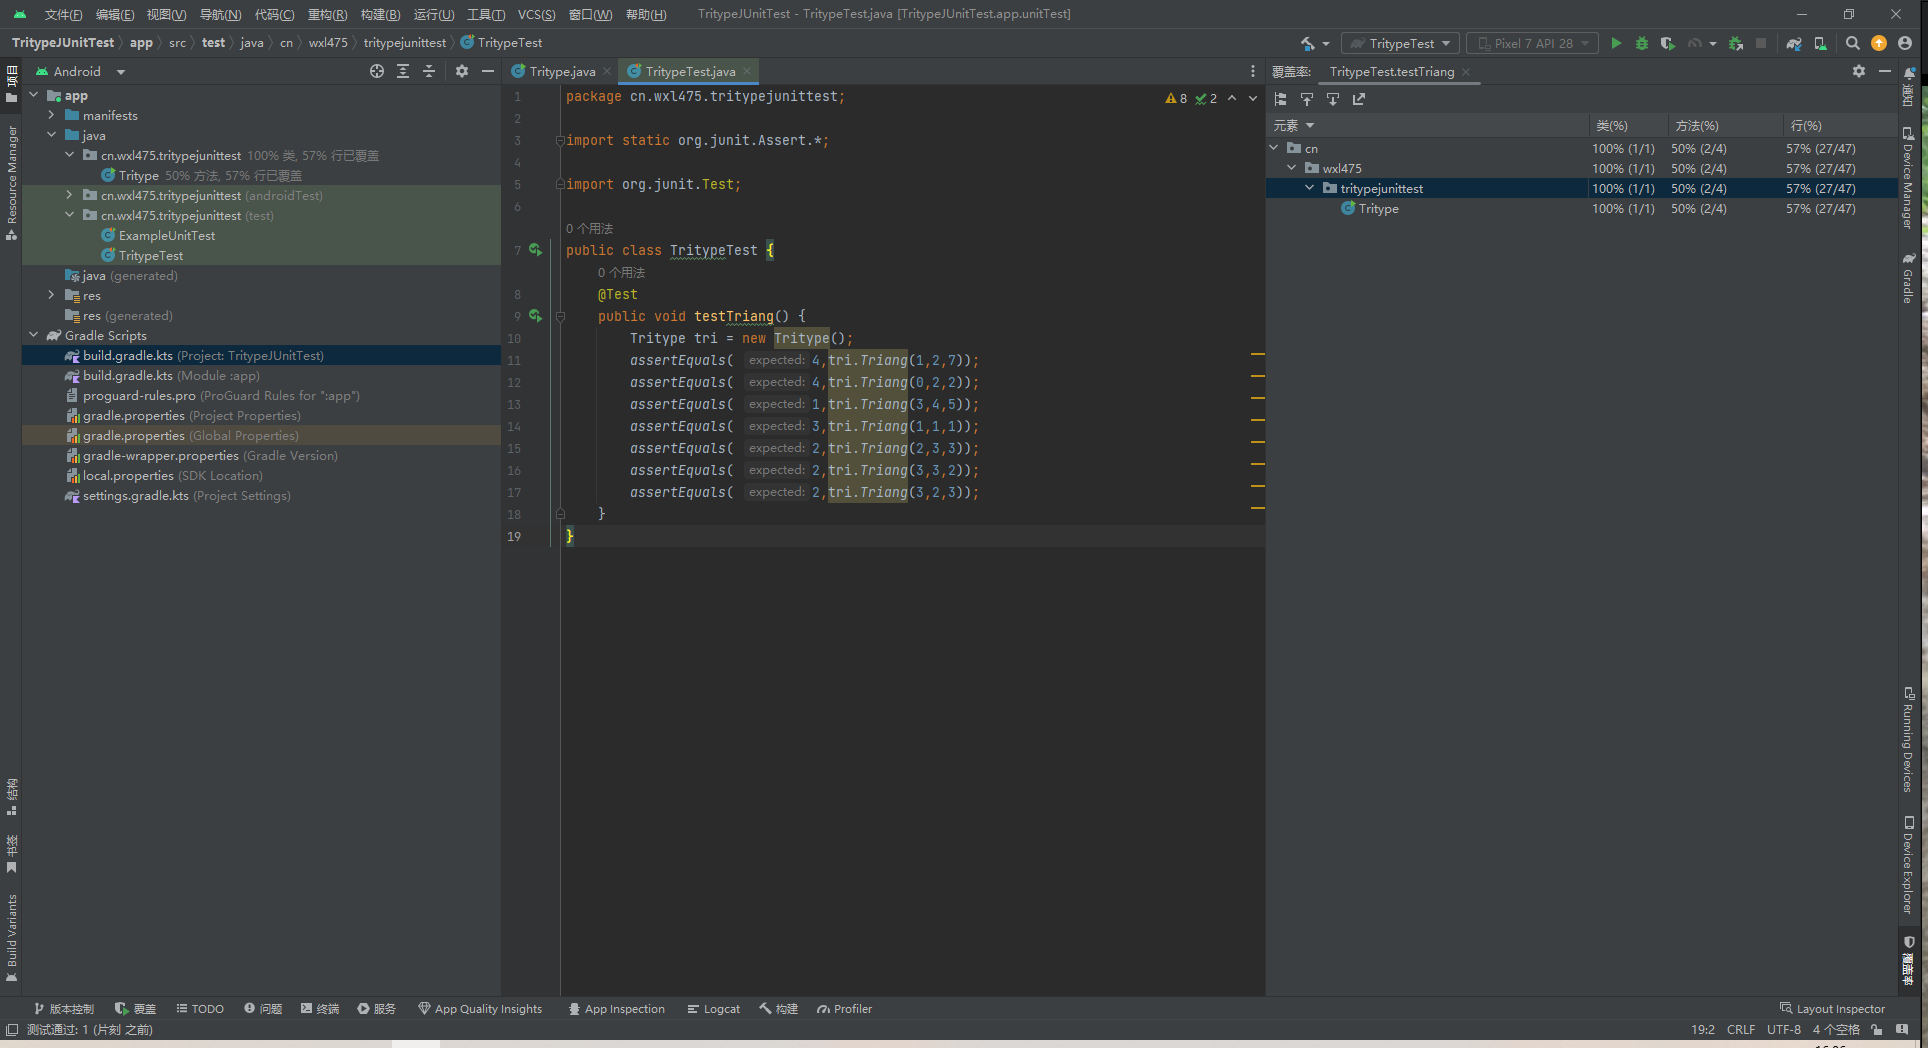 文件(F) 编辑(E) 视图(V) 导航(N) 代码(C) 重构(R) 构建(B) 运行(U) 工具(T) VCS(S) 窗口(W) 帮助(H) TritypeJUnitTest - TritypeTest.java [TritypeJUnitTest.app.unitTest]
TritypeJUnitTest app src test java cn wxl475 tritypejunittest TritypeTest
TritypeTest Pixel 7 API 28
Android
Tritype.java TritypeTest.java
覆盖率: TritypeTest.testTriang
项目
Resource Manager
结构
书签
Build Variants
app
manifests
java
cn.wxl475.tritypejunittest 100% 类, 57% 行已覆盖
Tritype 50% 方法, 57% 行已覆盖
cn.wxl475.tritypejunittest (androidTest)
cn.wxl475.tritypejunittest (test)
ExampleUnitTest
TritypeTest
java (generated)
res
res (generated)
Gradle Scripts
build.gradle.kts (Project: TritypeJUnitTest)
build.gradle.kts (Module :app)
proguard-rules.pro (ProGuard Rules for ":app")
gradle.properties (Project Properties)
gradle.properties (Global Properties)
gradle-wrapper.properties (Gradle Version)
local.properties (SDK Location)
settings.gradle.kts (Project Settings)
8 2
1 package cn.wxl475.tritypejunittest;
2
3 import static org.junit.Assert.*;
4
5 import org.junit.Test;
6
0 个用法
7 public class TritypeTest {
0 个用法
8 @Test
9 public void testTriang() {
10 Tritype tri = new Tritype();
11 assertEquals( expected: 4,tri.Triang(1,2,7));
12 assertEquals( expected: 4,tri.Triang(0,2,2));
13 assertEquals( expected: 1,tri.Triang(3,4,5));
14 assertEquals( expected: 3,tri.Triang(1,1,1));
15 assertEquals( expected: 2,tri.Triang(2,3,3));
16 assertEquals( expected: 2,tri.Triang(3,3,2));
17 assertEquals( expected: 2,tri.Triang(3,2,3));
18 }
19 }
元素 类(%) 方法(%) 行(%)
cn 100% (1/1) 50% (2/4) 57% (27/47)
wxl475 100% (1/1) 50% (2/4) 57% (27/47)
tritypejunittest 100% (1/1) 50% (2/4) 57% (27/47)
Tritype 100% (1/1) 50% (2/4) 57% (27/47)
通知
Device Manager
Gradle
Running Devices
Device Explorer
覆盖率
版本控制 覆盖 TODO 问题 终端 服务 App Quality Insights App Inspection Logcat 构建 Profiler Layout Inspector
测试通过: 1 (片刻 之前) 19:2 CRLF UTF-8 4 个空格